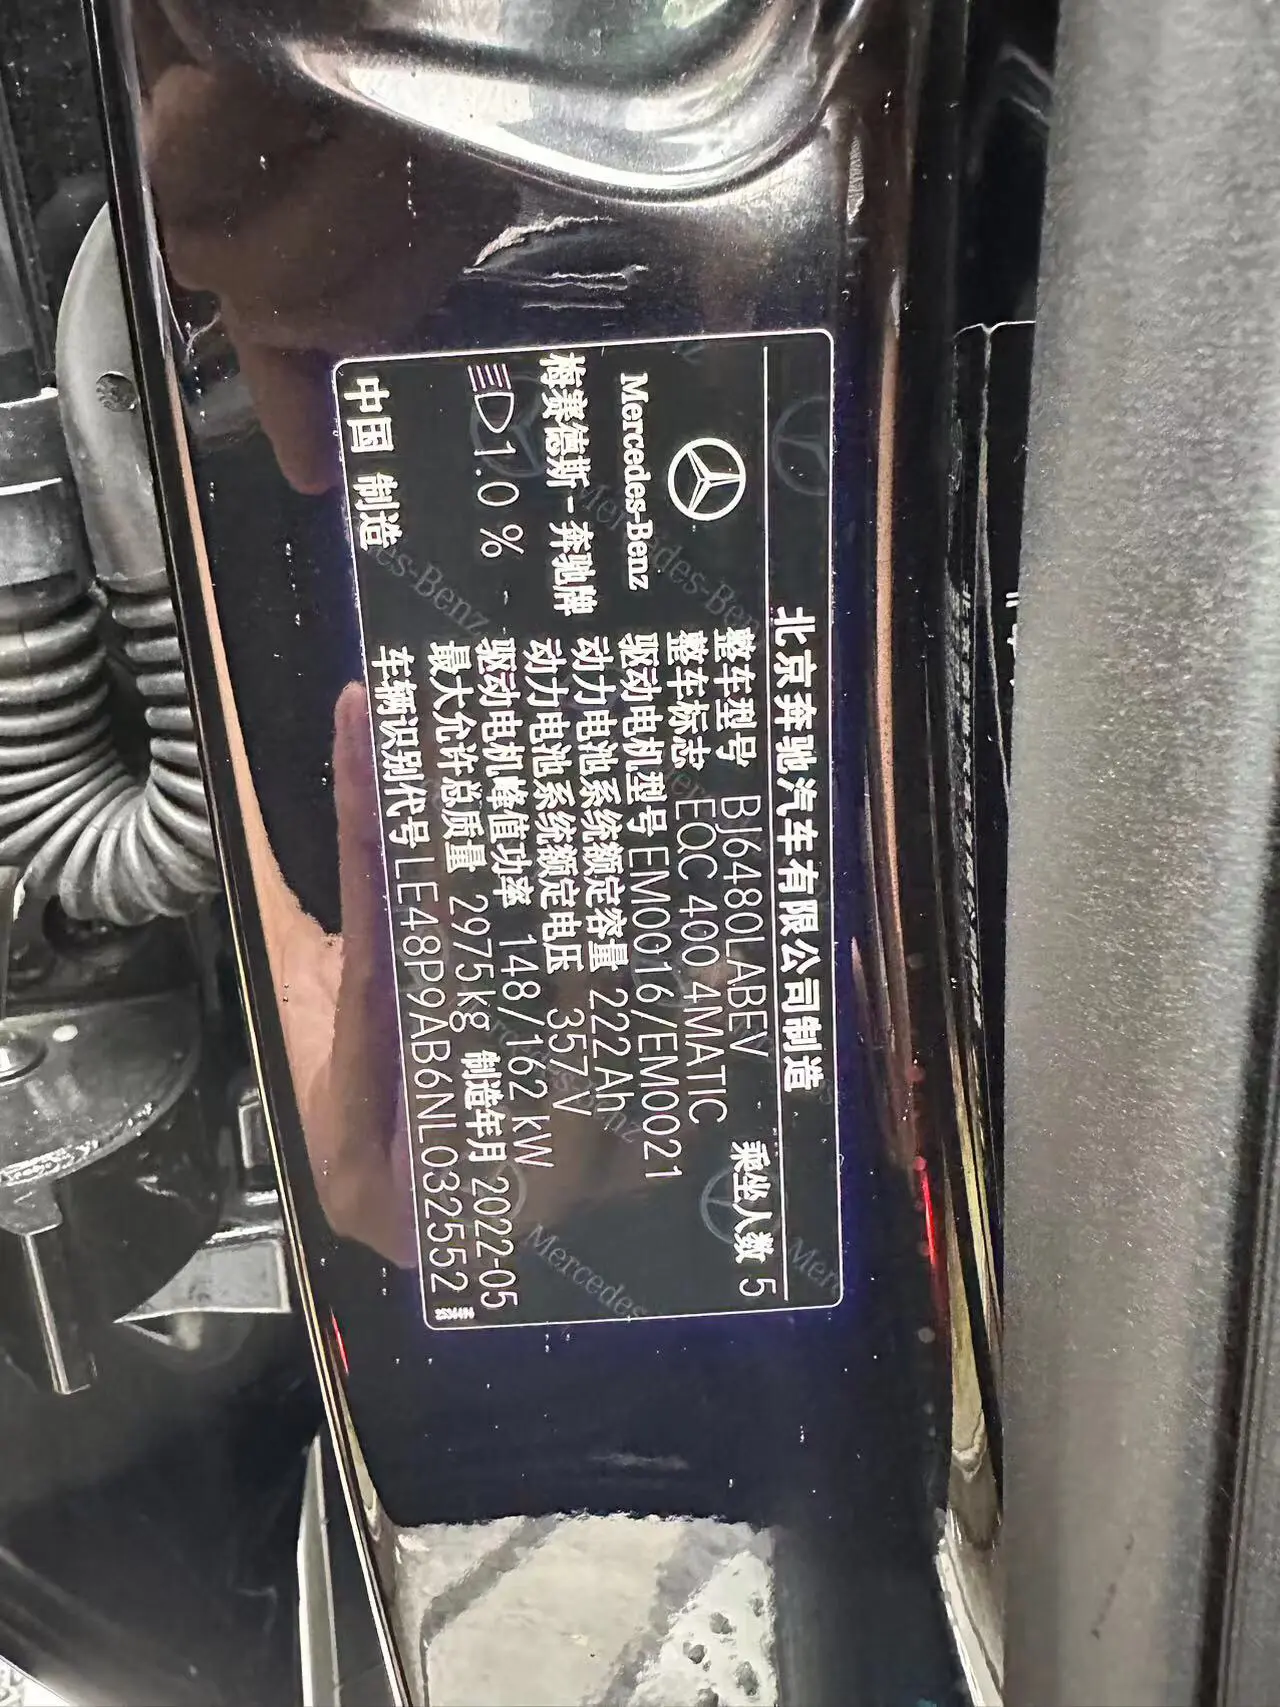 北京奔驰汽车有限公司制造
Mercedes-Benz
梅赛德斯-奔驰牌
1.0 %
中国 制造
整车型号 BJ6480LABEV 乘坐人数 5
整车标志 EQC 400 4MATIC
驱动电机型号 EM0016/EM0021
动力电池系统额定容量 222 Ah
动力电池系统额定电压 357 V
驱动电机峰值功率 148/162 kW
最大允许总质量 2975kg 制造年月 2022-05
车辆识别代号 LE48P9AB6NL032552